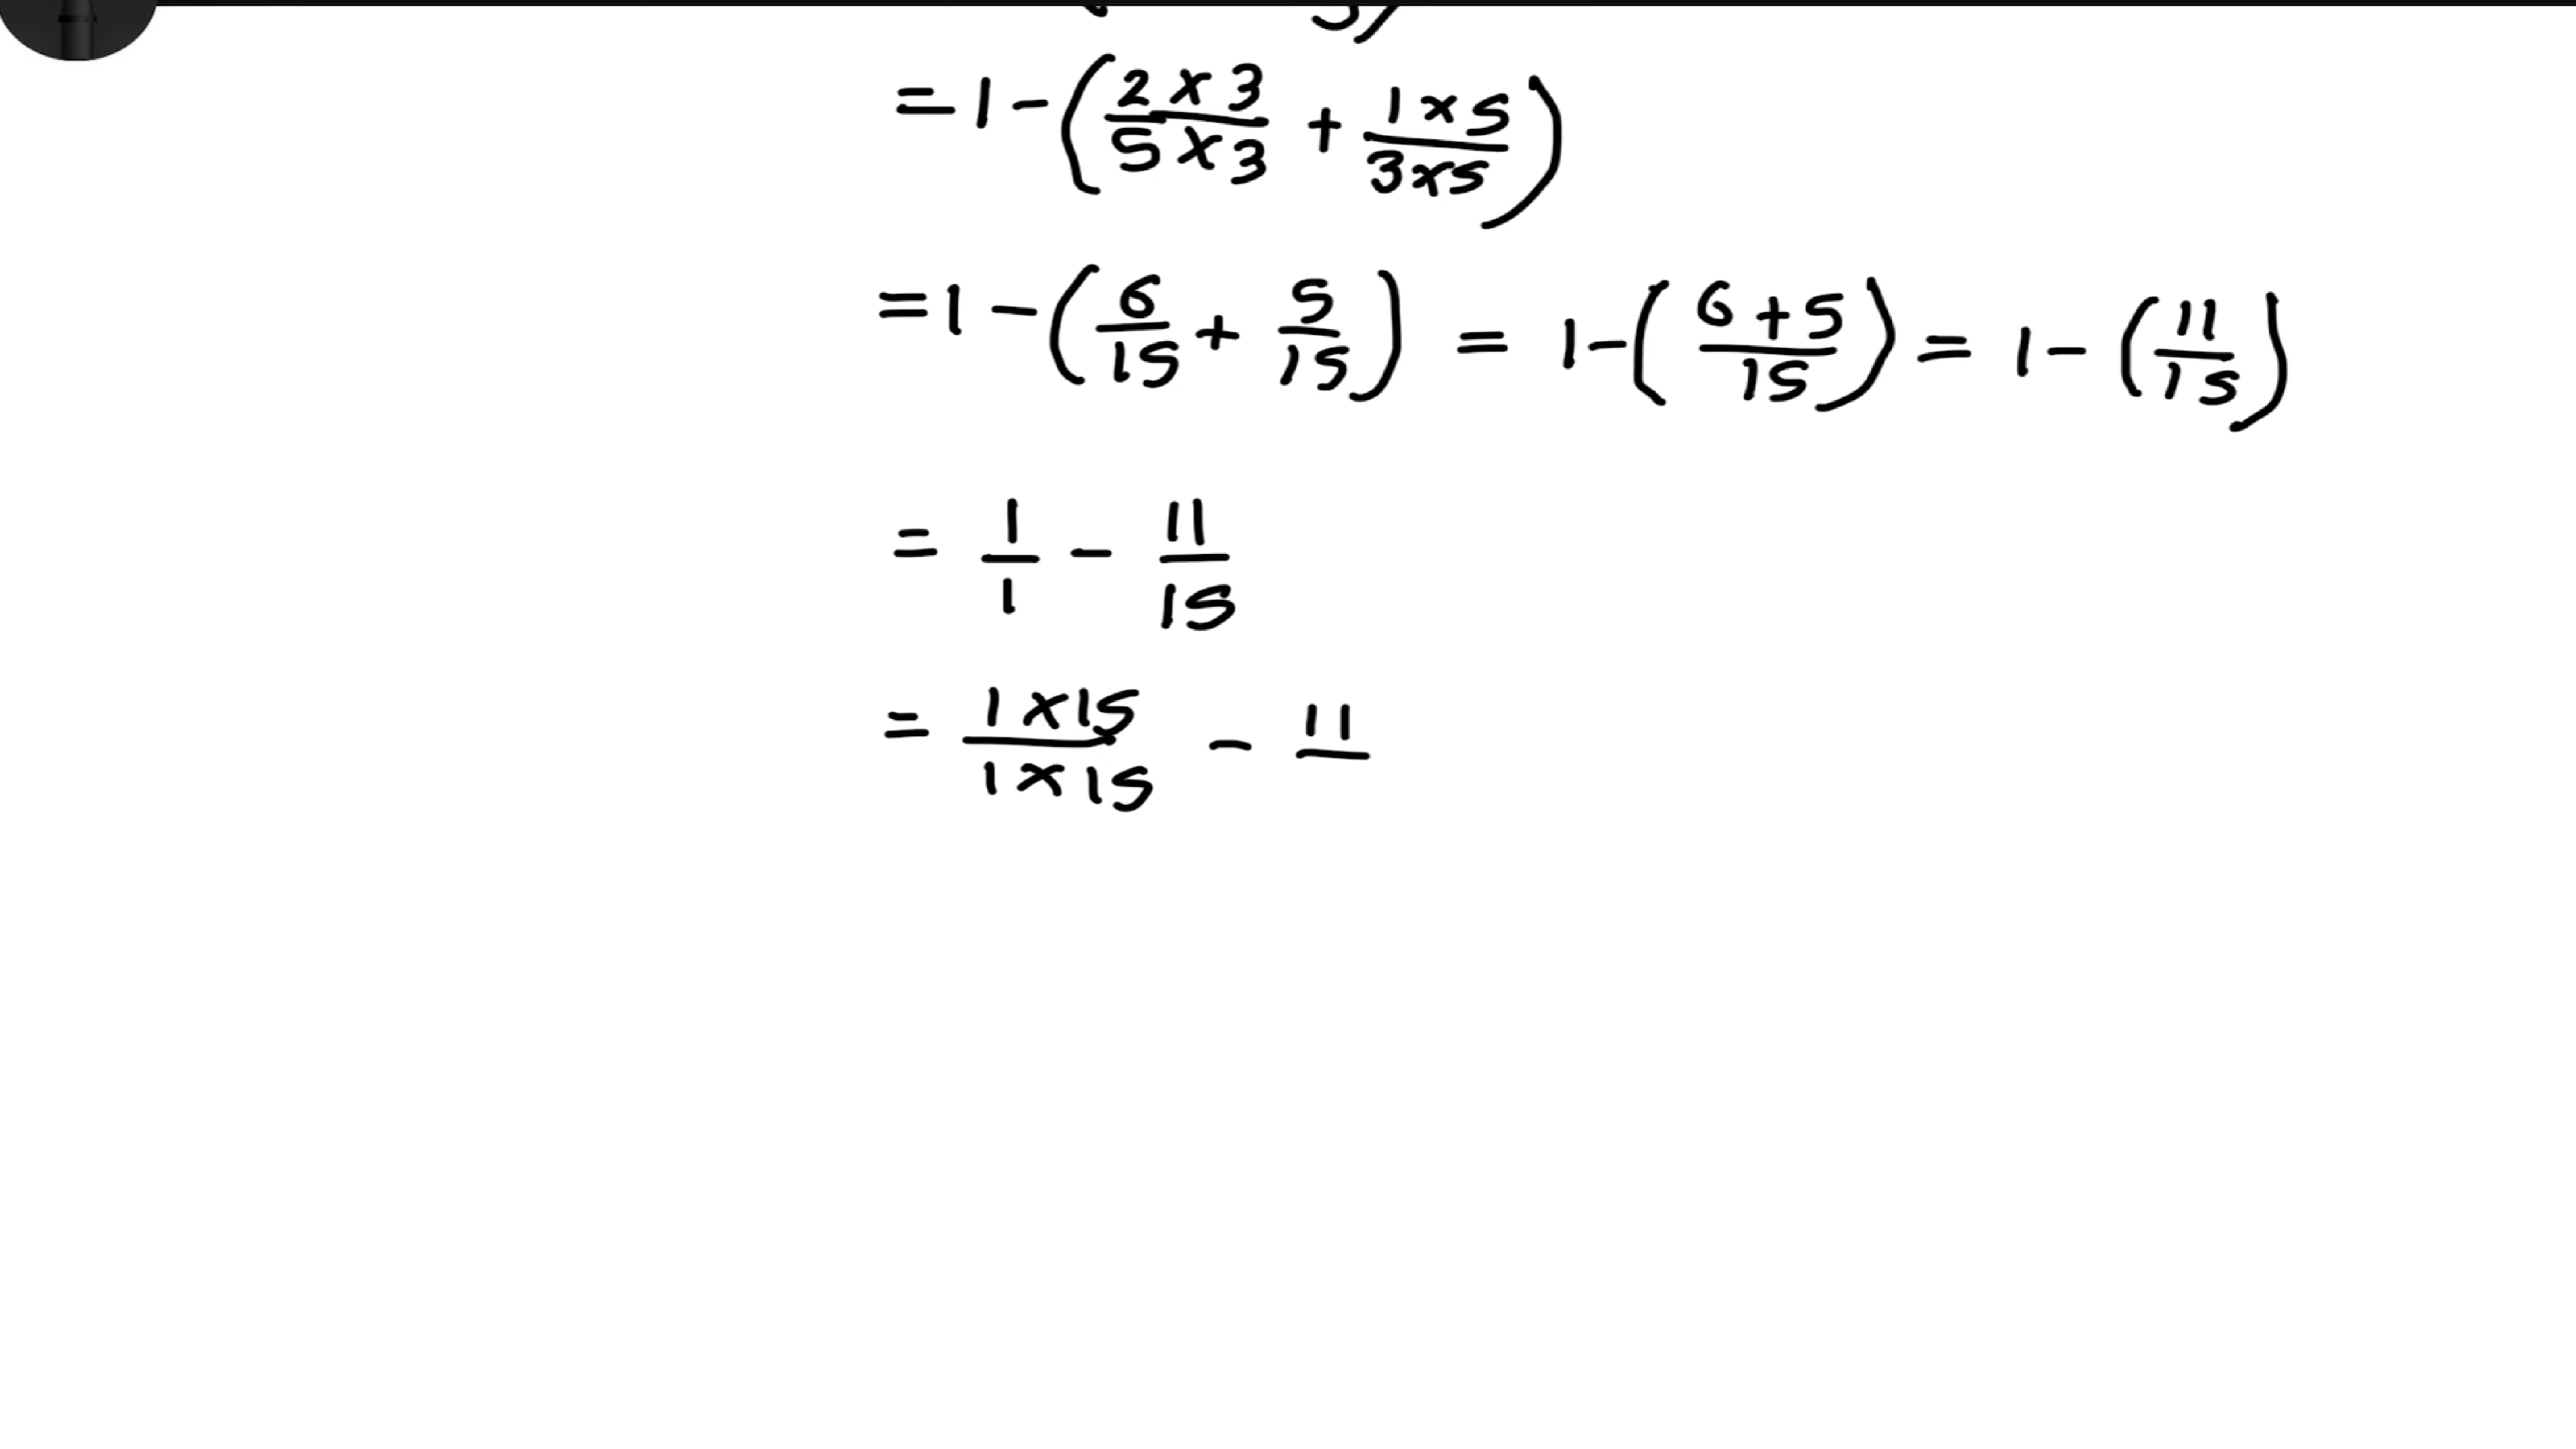 = 1 - (2 x 3 / 5 x 3 + 1 x 5 / 3 x 5)
= 1 - (6/15 + 5/15) = 1 - (6 + 5 / 15) = 1 - (11/15)
= 1/1 - 11/15
= 1 x 15 / 1 x 15 - 11/